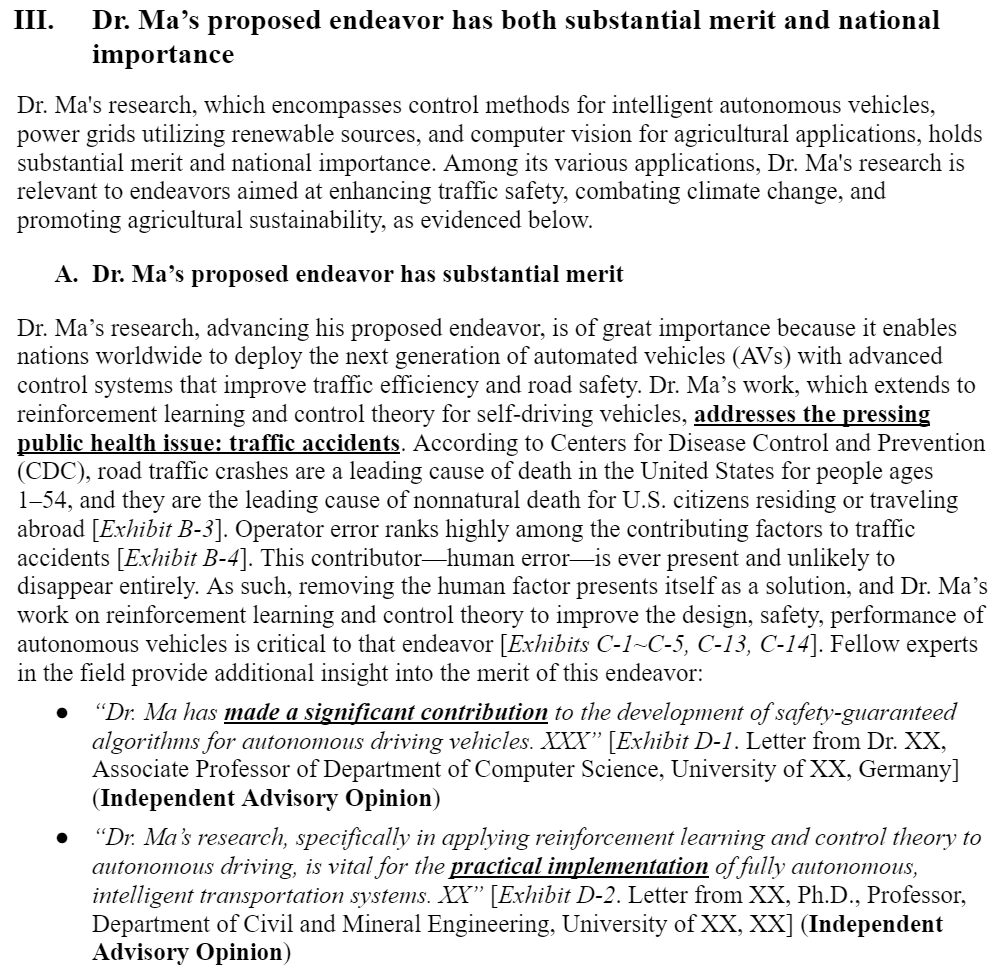 III. Dr. Ma’s proposed endeavor has both substantial merit and national
importance
Dr. Ma's research, which encompasses control methods for intelligent autonomous vehicles,
power grids utilizing renewable sources, and computer vision for agricultural applications, holds
substantial merit and national importance. Among its various applications, Dr. Ma's research is
relevant to endeavors aimed at enhancing traffic safety, combating climate change, and
promoting agricultural sustainability, as evidenced below.
A. Dr. Ma’s proposed endeavor has substantial merit
Dr. Ma’s research, advancing his proposed endeavor, is of great importance because it enables
nations worldwide to deploy the next generation of automated vehicles (AVs) with advanced
control systems that improve traffic efficiency and road safety. Dr. Ma’s work, which extends to
reinforcement learning and control theory for self-driving vehicles, addresses the pressing
public health issue: traffic accidents. According to Centers for Disease Control and Prevention
(CDC), road traffic crashes are a leading cause of death in the United States for people ages
1–54, and they are the leading cause of nonnatural death for U.S. citizens residing or traveling
abroad [Exhibit B-3]. Operator error ranks highly among the contributing factors to traffic
accidents [Exhibit B-4]. This contributor—human error—is ever present and unlikely to
disappear entirely. As such, removing the human factor presents itself as a solution, and Dr. Ma’s
work on reinforcement learning and control theory to improve the design, safety, performance of
autonomous vehicles is critical to that endeavor [Exhibits C-1~C-5, C-13, C-14]. Fellow experts
in the field provide additional insight into the merit of this endeavor:
● “Dr. Ma has made a significant contribution to the development of safety-guaranteed
algorithms for autonomous driving vehicles. XXX” [Exhibit D-1. Letter from Dr. XX,
Associate Professor of Department of Computer Science, University of XX, Germany]
(Independent Advisory Opinion)
● “Dr. Ma’s research, specifically in applying reinforcement learning and control theory to
autonomous driving, is vital for the practical implementation of fully autonomous,
intelligent transportation systems. XX” [Exhibit D-2. Letter from XX, Ph.D., Professor,
Department of Civil and Mineral Engineering, University of XX, XX] (Independent
Advisory Opinion)